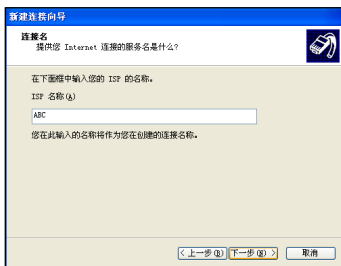 新建连接向导
连接名
提供您 Internet 连接的服务名是什么?
在下面框中输入您的 ISP 的名称。
ISP 名称(A)
ABC
您在此输入的名称将作为您在创建的连接名称。
< 上一步(B) 下一步(N) > 取消